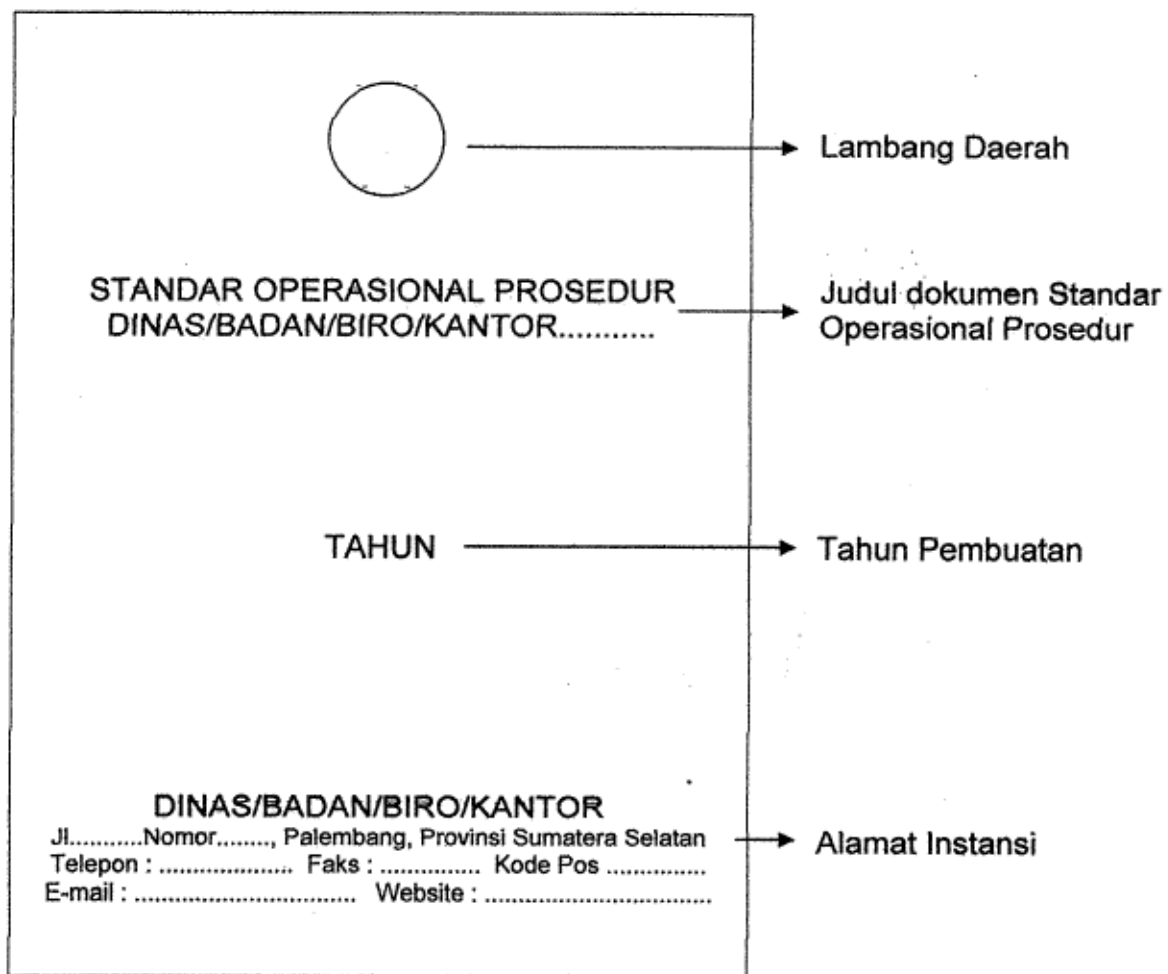 Lambang Daerah
STANDAR OPERASIONAL PROSEDUR
DINAS/BADAN/BIRO/KANTOR...........
Judul dokumen Standar
Operasional Prosedur
TAHUN
Tahun Pembuatan
DINAS/BADAN/BIRO/KANTOR
Jl...........Nomor........, Palembang, Provinsi Sumatera Selatan
Telepon : .................... Faks : ............... Kode Pos ...............
E-mail : .................................. Website : ..................................
Alamat Instansi